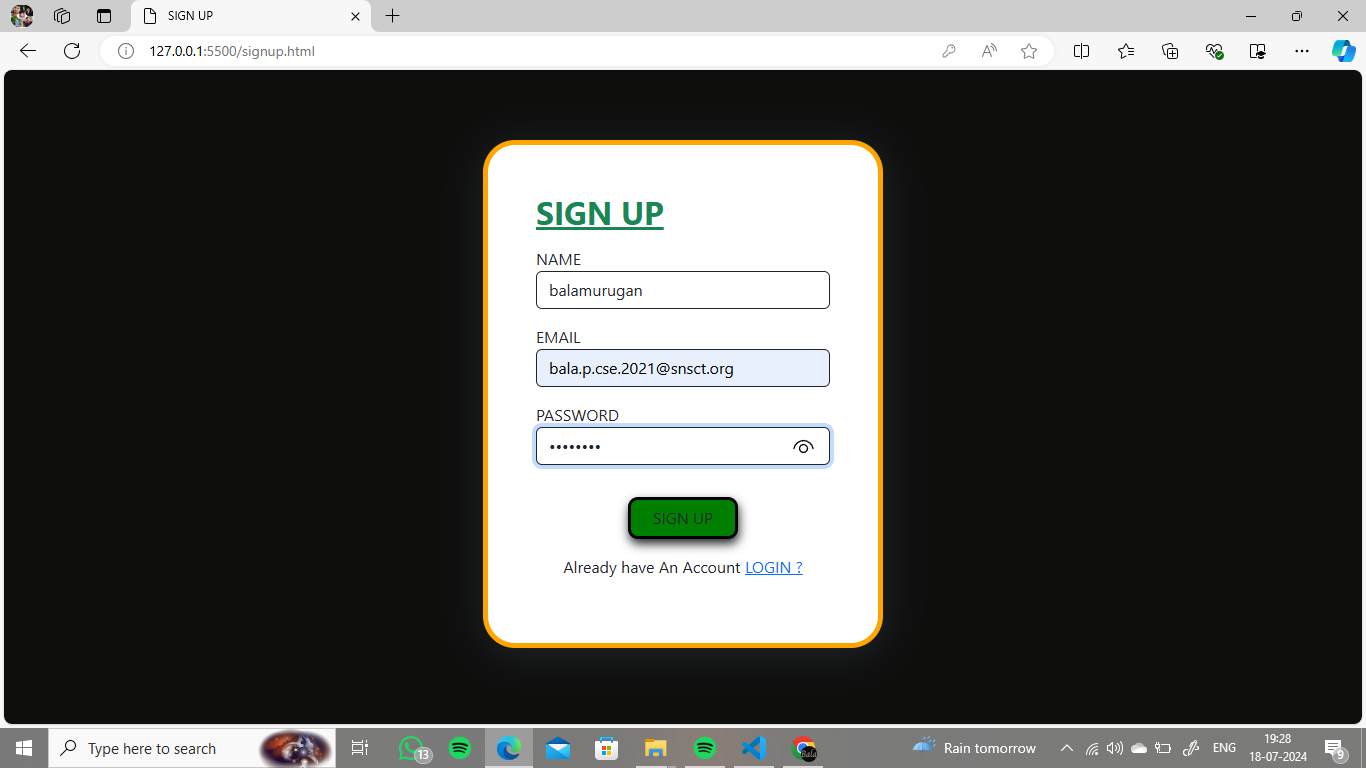 SIGN UP
127.0.0.1:5500/signup.html
SIGN UP
NAME
balamurugan
EMAIL
bala.p.cse.2021@snsct.org
PASSWORD
••••••••
SIGN UP
Already have An Account LOGIN ?
Type here to search
13
Bala
Rain tomorrow
ENG
19:28
18-07-2024
9